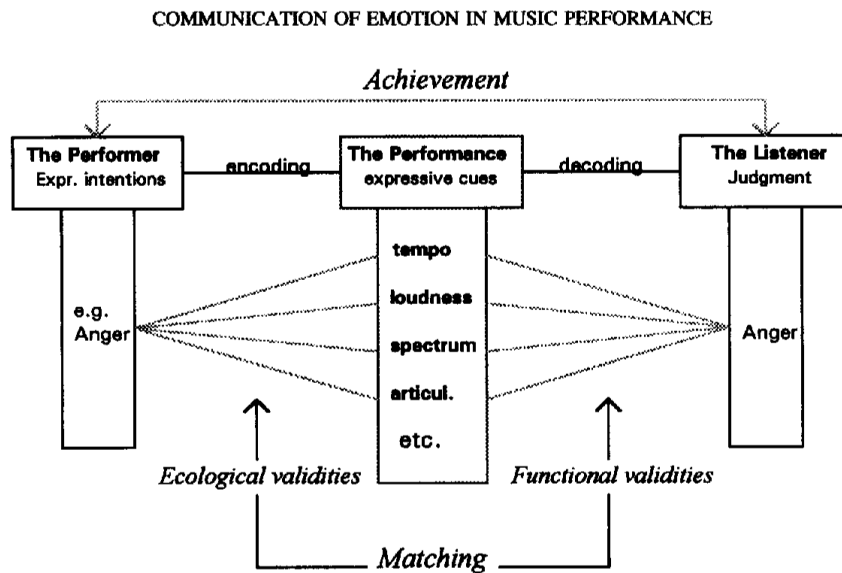 COMMUNICATION OF EMOTION IN MUSIC PERFORMANCE
Achievement
The Performer
Expr. intentions
encoding
The Performance
expressive cues
decoding
The Listener
Judgment
e.g.
Anger
tempo
loudness
spectrum
articul.
etc.
Anger
Ecological validities
Functional validities
Matching